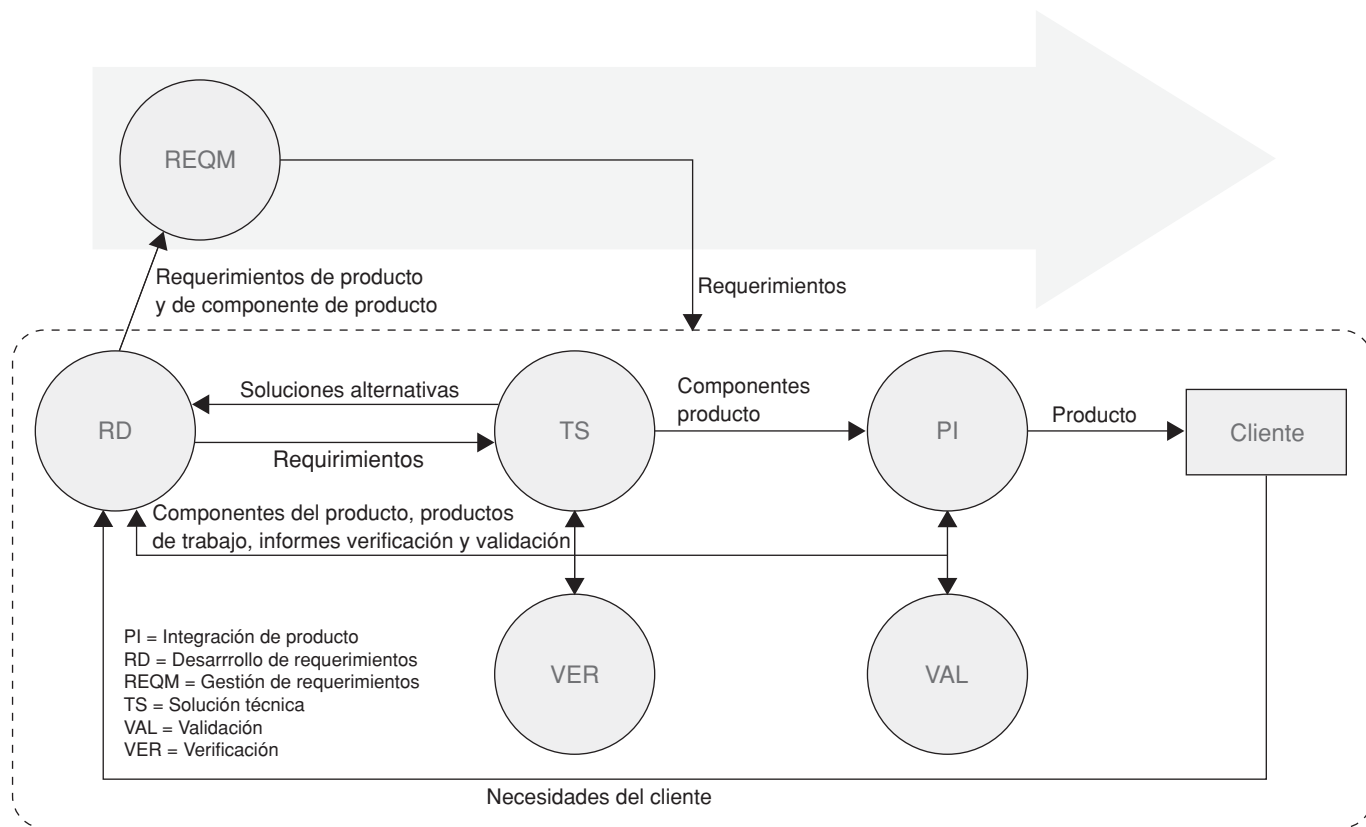 REQM
Requerimientos de producto
y de componente de producto
Requerimientos
RD
Soluciones alternativas
Requirimientos
TS
Componentes
producto
PI
Producto
Cliente
Componentes del producto, productos
de trabajo, informes verificación y validación
PI = Integración de producto
RD = Desarrrollo de requerimientos
REQM = Gestión de requerimientos
TS = Solución técnica
VAL = Validación
VER = Verificación
VER
VAL
Necesidades del cliente